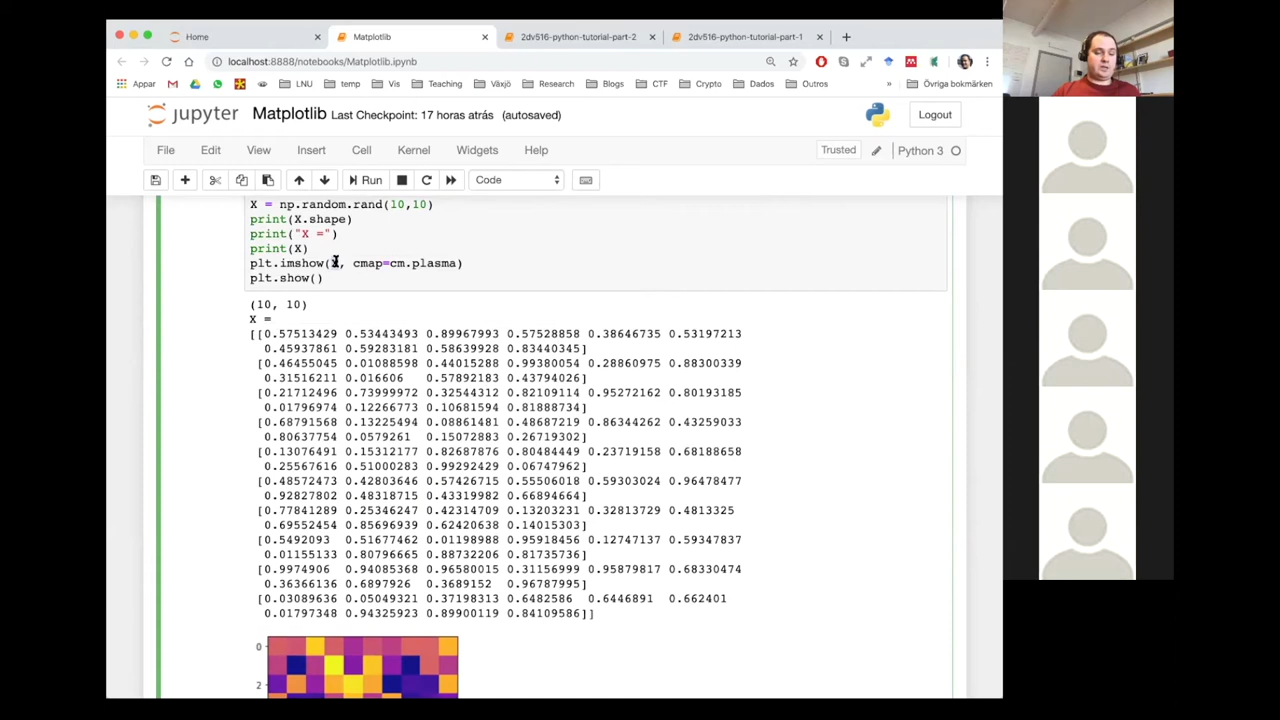 Home
Matplotlib
2dv516-python-tutorial-part-2
2dv516-python-tutorial-part-1
localhost:8888/notebooks/Matplotlib.ipynb
Appar LNU temp Vis Växjö Research Blogs CTF Crypto Dados Outros » Övriga bokmärken
jupyter Matplotlib Last Checkpoint: 17 horas atrás (autosaved) Logout
File Edit View Insert Cell Kernel Widgets Help Trusted Python 3
Run Code
X = np.random.rand(10,10)
print(X.shape)
print("X =")
print(X)
plt.imshow(X, cmap=cm.plasma)
plt.show()
(10, 10)
X =
[[0.57513429 0.53443493 0.89967993 0.57528858 0.38646735 0.53197213
0.45937861 0.59283181 0.58639928 0.83440345]
[0.46455045 0.01088598 0.44015288 0.99380054 0.28860975 0.88300339
0.31516211 0.016606 0.57892183 0.43794026]
[0.21712496 0.73999972 0.32544312 0.82109114 0.95272162 0.80193185
0.01796974 0.12266773 0.10681594 0.81888734]
[0.68791568 0.13225494 0.08861481 0.48687219 0.86344262 0.43259033
0.80637754 0.0579261 0.15072883 0.26719302]
[0.13076491 0.15312177 0.82687876 0.80484449 0.23719158 0.68188658
0.25567616 0.51000283 0.99292429 0.06747962]
[0.48572473 0.42803646 0.57426715 0.55506018 0.59303024 0.96478477
0.92827802 0.48318715 0.43319982 0.66894664]
[0.77841289 0.25346247 0.42314709 0.13203231 0.32813729 0.4813325
0.69552454 0.85696939 0.62420638 0.14015303]
[0.5492093 0.51677462 0.01198988 0.95918456 0.12747137 0.59347837
0.01155133 0.80796665 0.88732206 0.81735736]
[0.9974906 0.94085368 0.96580015 0.31156999 0.95879817 0.68330474
0.36366136 0.6897926 0.3689152 0.96787995]
[0.03089636 0.05049321 0.37198313 0.6482586 0.6446891 0.662401
0.01797348 0.94325923 0.89900119 0.84109586]]
0
2